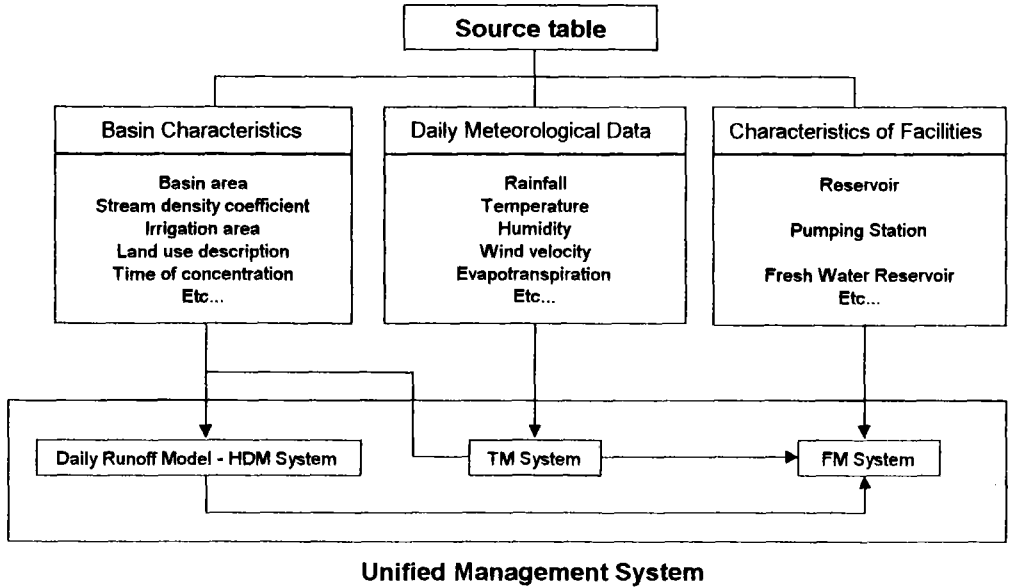 Source table
Basin Characteristics
Basin area
Stream density coefficient
Irrigation area
Land use description
Time of concentration
Etc...
Daily Meteorological Data
Rainfall
Temperature
Humidity
Wind velocity
Evapotranspiration
Etc...
Characteristics of Facilities
Reservoir
Pumping Station
Fresh Water Reservoir
Etc...
Daily Runoff Model - HDM System
TM System
FM System
Unified Management System